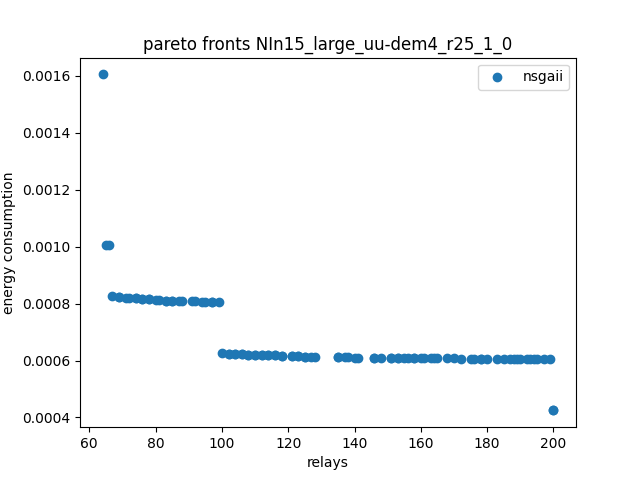 pareto fronts NIn15_large_uu-dem4_r25_1_0
nsgaii
0.0016
0.0014
0.0012
0.0010
0.0008
0.0006
0.0004
energy consumption
60 80 100 120 140 160 180 200
relays